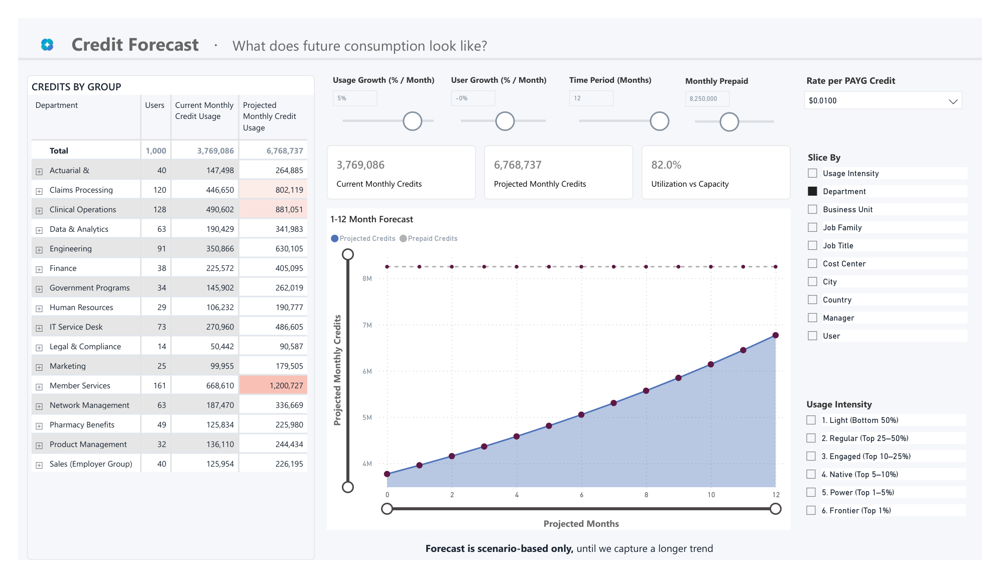 Credit Forecast · What does future consumption look like?
CREDITS BY GROUP
Department Users Current Monthly Credit Usage Projected Monthly Credit Usage
Total 1,000 3,769,086 6,768,737
Actuarial & 40 147,498 264,885
Claims Processing 120 446,650 802,119
Clinical Operations 128 490,602 881,051
Data & Analytics 63 190,429 341,983
Engineering 91 350,866 630,105
Finance 38 225,572 405,095
Government Programs 34 145,902 262,019
Human Resources 29 106,232 190,777
IT Service Desk 73 270,960 486,605
Legal & Compliance 14 50,442 90,587
Marketing 25 99,955 179,505
Member Services 161 668,610 1,200,727
Network Management 63 187,470 336,669
Pharmacy Benefits 49 125,834 225,980
Product Management 32 136,110 244,434
Sales (Employer Group) 40 125,954 226,195
Usage Growth (% / Month)
5%
User Growth (% / Month)
-0%
Time Period (Months)
12
Monthly Prepaid
8,250,000
Rate per PAYG Credit
$0.0100
3,769,086
Current Monthly Credits
6,768,737
Projected Monthly Credits
82.0%
Utilization vs Capacity
1-12 Month Forecast
Projected Credits Prepaid Credits
Projected Monthly Credits
8M
7M
6M
5M
4M
0 2 4 6 8 10 12
Projected Months
Forecast is scenario-based only, until we capture a longer trend
Slice By
Usage Intensity
Department
Business Unit
Job Family
Job Title
Cost Center
City
Country
Manager
User
Usage Intensity
1. Light (Bottom 50%)
2. Regular (Top 25–50%)
3. Engaged (Top 10–25%)
4. Native (Top 5–10%)
5. Power (Top 1–5%)
6. Frontier (Top 1%)